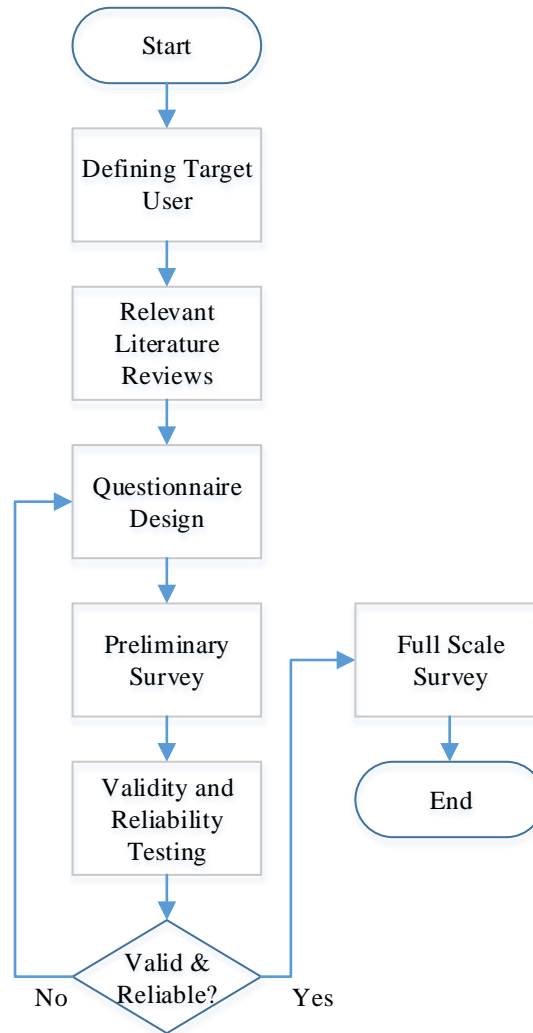 Start
Defining Target
User
Relevant
Literature
Reviews
Questionnaire
Design
Preliminary
Survey
Validity and
Reliability
Testing
Valid &
Reliable?
No
Yes
Full Scale
Survey
End